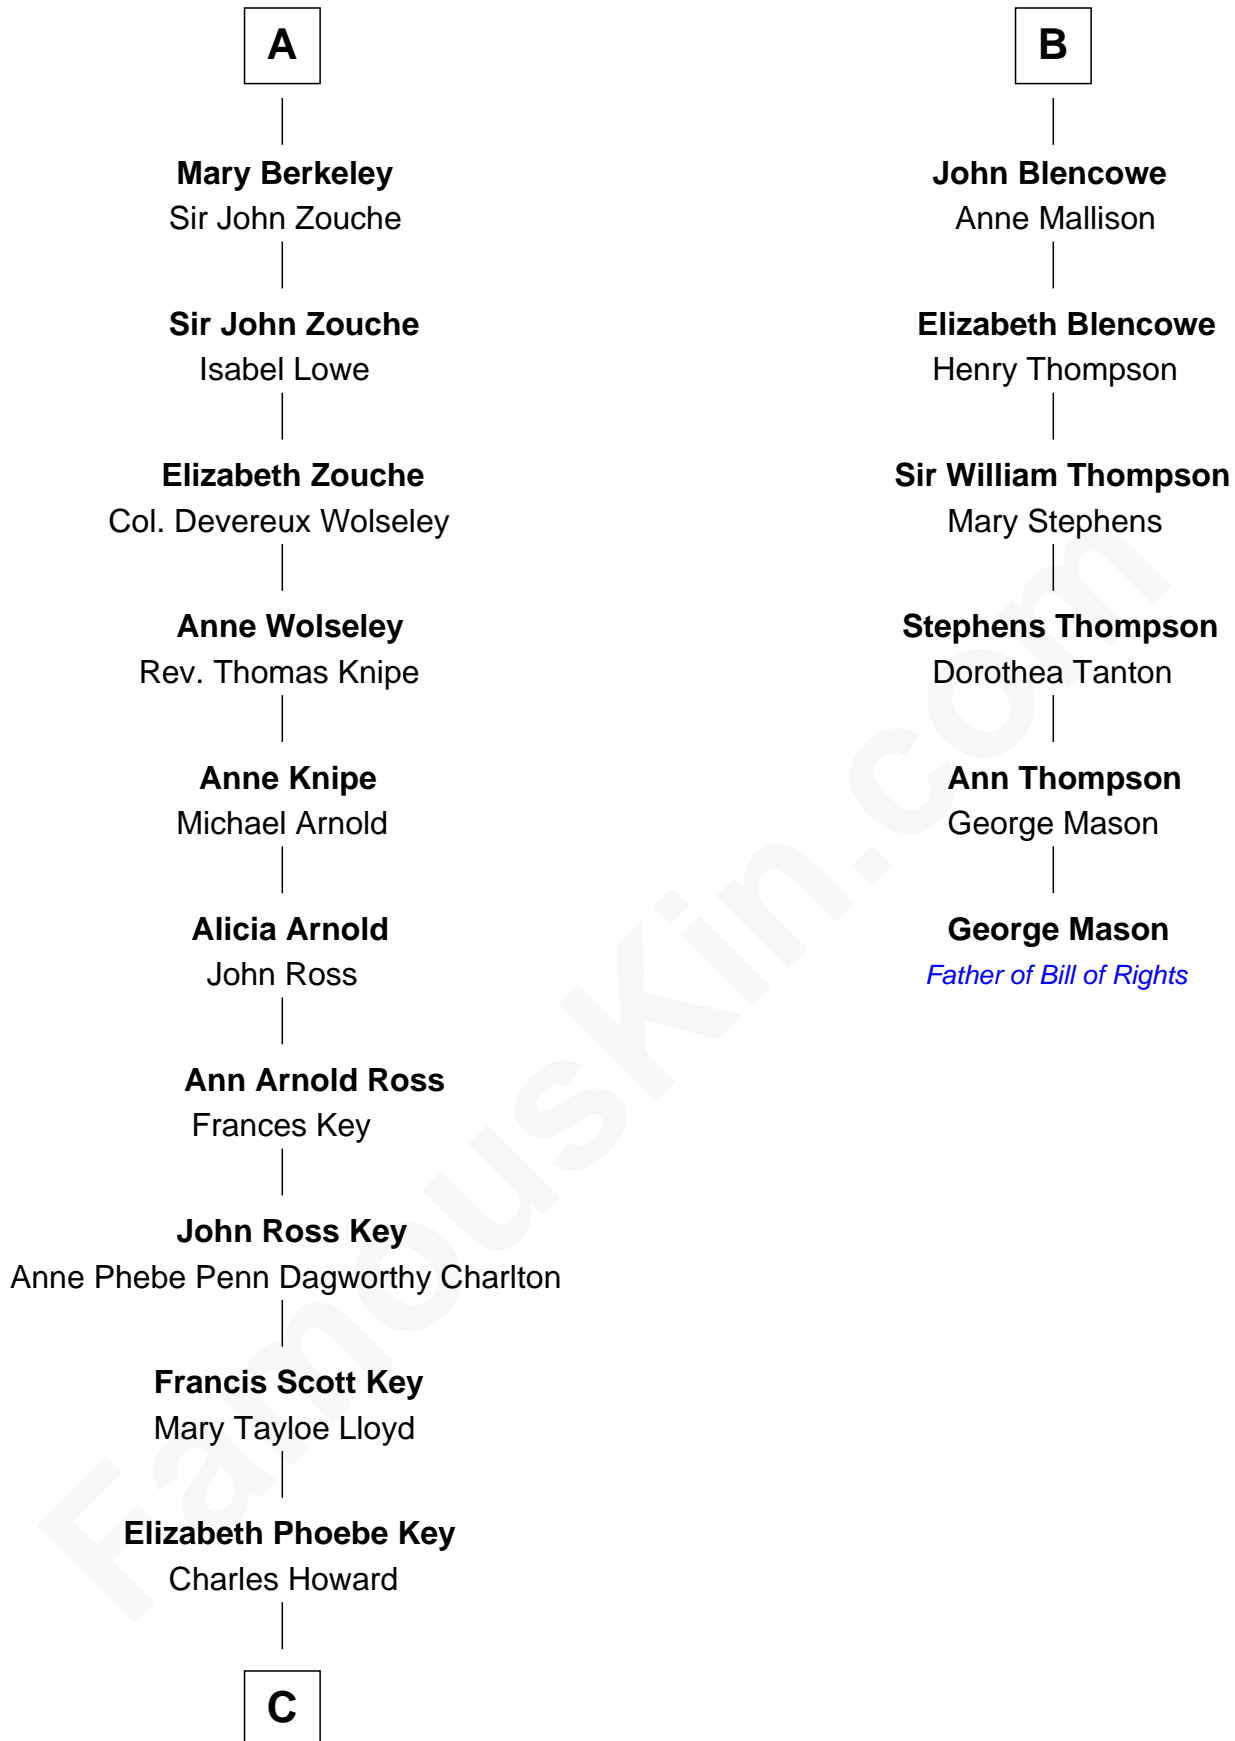 A
Mary Berkeley
Sir John Zouche
Sir John Zouche
Isabel Lowe
Elizabeth Zouche
Col. Devereux Wolseley
Anne Wolseley
Rev. Thomas Knipe
Anne Knipe
Michael Arnold
Alicia Arnold
John Ross
Ann Arnold Ross
Frances Key
John Ross Key
Anne Phebe Penn Dagworthy Charlton
Francis Scott Key
Mary Tayloe Lloyd
Elizabeth Phoebe Key
Charles Howard
C
B
John Blencowe
Anne Mallison
Elizabeth Blencowe
Henry Thompson
Sir William Thompson
Mary Stephens
Stephens Thompson
Dorothea Tanton
Ann Thompson
George Mason
George Mason
Father of Bill of Rights
FamousKin.com